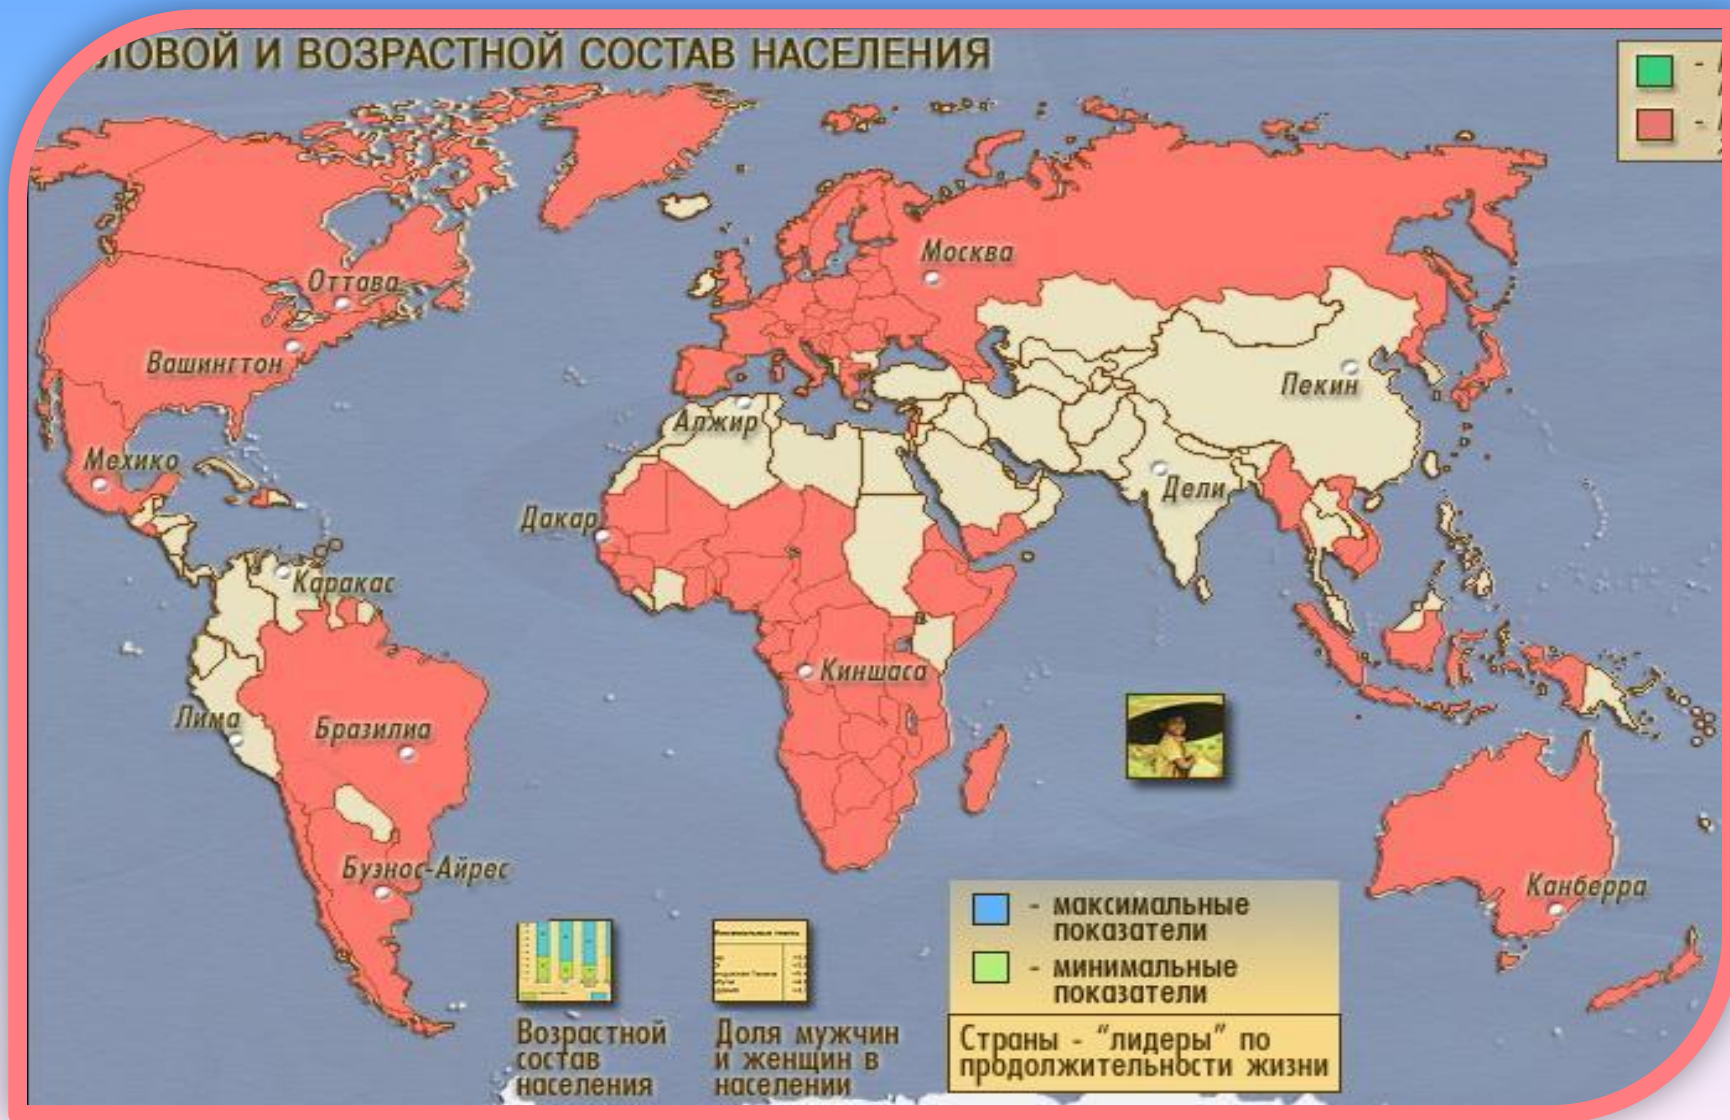 ЛОВОЙ И ВОЗРАСТНОЙ СОСТАВ НАСЕЛЕНИЯ
Москва
Оттава
Вашингтон
Пекин
Алжир
Мехико
Дели
Дакар
Каракас
Киншаса
Лима
Бразилиа
Буэнос-Айрес
Канберра
- максимальные
показатели
- минимальные
показатели
Страны - "лидеры" по
продолжительности жизни
Возрастной
состав
населения
Доля мужчин
и женщин в
населении